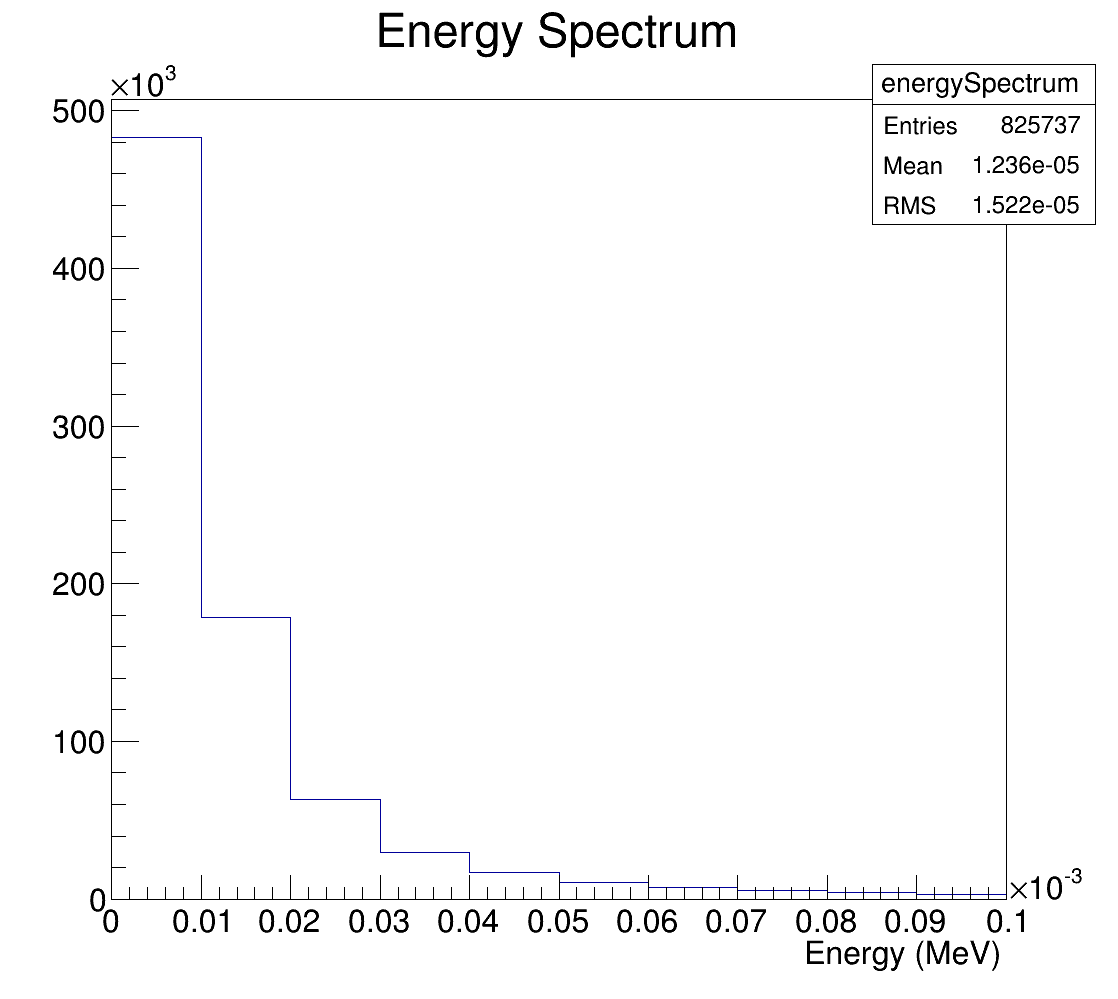 Energy Spectrum
×10³
energySpectrum
Entries 825737
Mean 1.236e-05
RMS 1.522e-05
500
400
300
200
100
0
0 0.01 0.02 0.03 0.04 0.05 0.06 0.07 0.08 0.09 0.1
×10⁻³
Energy (MeV)